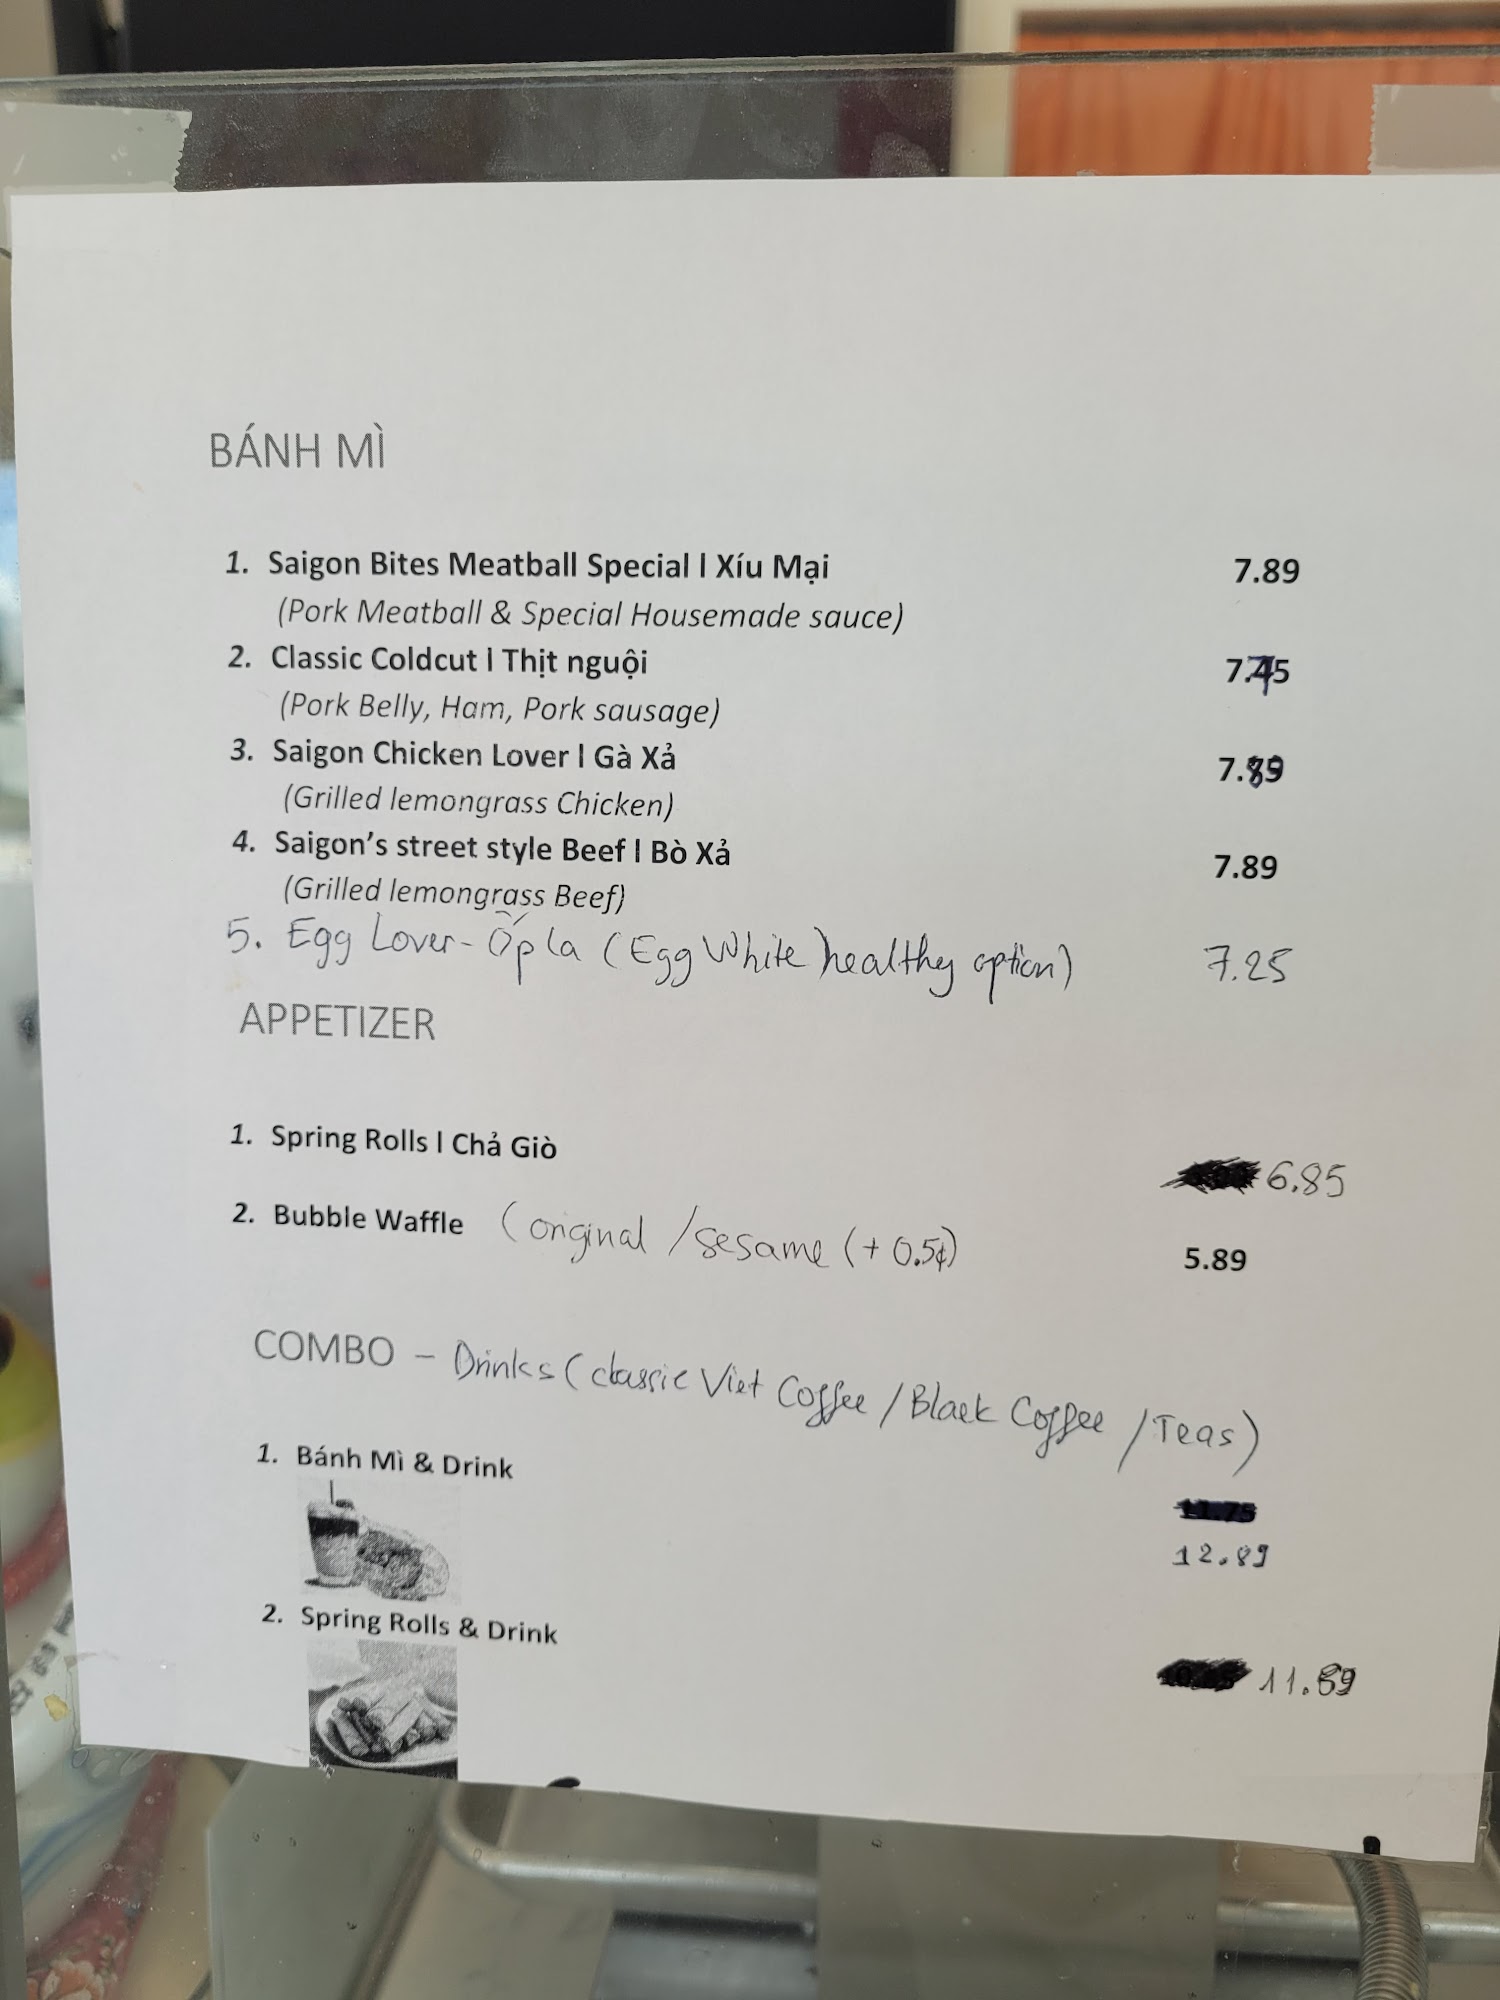 BÁNH MÌ
1. Saigon Bites Meatball Special l Xíu Mại 7.89
(Pork Meatball & Special Housemade sauce)
2. Classic Coldcut l Thịt nguội 7.75
(Pork Belly, Ham, Pork sausage)
3. Saigon Chicken Lover l Gà Xả 7.89
(Grilled lemongrass Chicken)
4. Saigon's street style Beef l Bò Xả 7.89
(Grilled lemongrass Beef)
5. Egg Lover - Ốp la (Egg White) healthy option) 7.25
APPETIZER
1. Spring Rolls l Chả Giò 6.85
2. Bubble Waffle (original / sesame (+ 0.5¢) 5.89
COMBO - Drinks (classic Viet Coffee / Black Coffee / Teas)
1. Bánh Mì & Drink 11.75
12.89
2. Spring Rolls & Drink 11.89